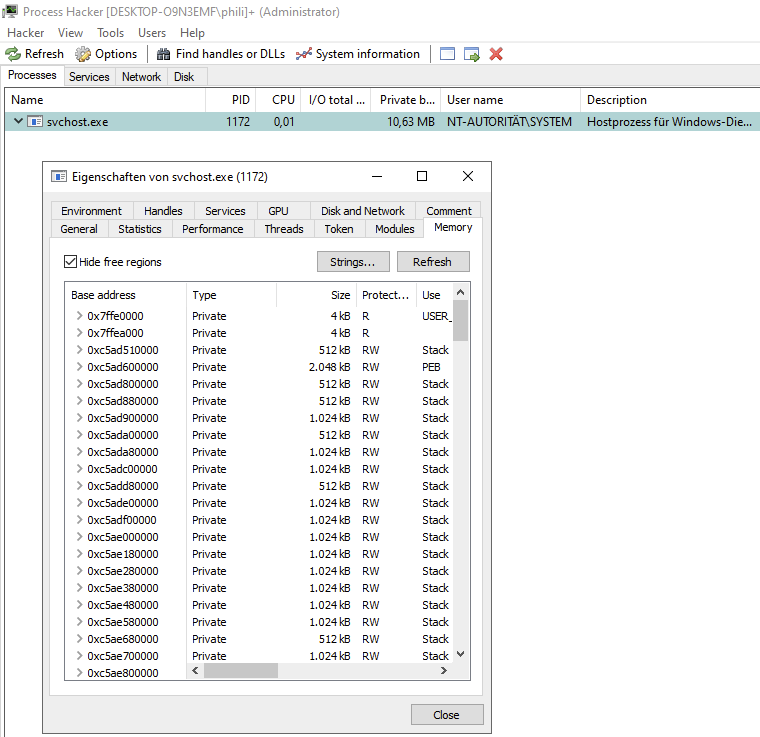 Process Hacker [DESKTOP-O9N3EMF\phili]+ (Administrator)
Hacker View Tools Users Help
Refresh Options Find handles or DLLs System information
Processes Services Network Disk
Name PID CPU I/O total ... Private b... User name Description
svchost.exe 1172 0,01 10,63 MB NT-AUTORITÄT\SYSTEM Hostprozess für Windows-Die...
Eigenschaften von svchost.exe (1172)
Environment Handles Services GPU Disk and Network Comment
General Statistics Performance Threads Token Modules Memory
Hide free regions Strings... Refresh
Base address Type Size Protect... Use
0x7ffe0000 Private 4 kB R USER_
0x7ffea000 Private 4 kB R
0xc5ad510000 Private 512 kB RW Stack
0xc5ad600000 Private 2.048 kB RW PEB
0xc5ad800000 Private 512 kB RW Stack
0xc5ad880000 Private 512 kB RW Stack
0xc5ad900000 Private 1.024 kB RW Stack
0xc5ada00000 Private 512 kB RW Stack
0xc5ada80000 Private 1.024 kB RW Stack
0xc5adc00000 Private 1.024 kB RW Stack
0xc5add80000 Private 512 kB RW Stack
0xc5ade00000 Private 1.024 kB RW Stack
0xc5adf00000 Private 1.024 kB RW Stack
0xc5ae000000 Private 1.024 kB RW Stack
0xc5ae180000 Private 1.024 kB RW Stack
0xc5ae280000 Private 1.024 kB RW Stack
0xc5ae380000 Private 1.024 kB RW Stack
0xc5ae480000 Private 1.024 kB RW Stack
0xc5ae580000 Private 1.024 kB RW Stack
0xc5ae680000 Private 512 kB RW Stack
0xc5ae700000 Private 1.024 kB RW Stack
0xc5ae800000
Close